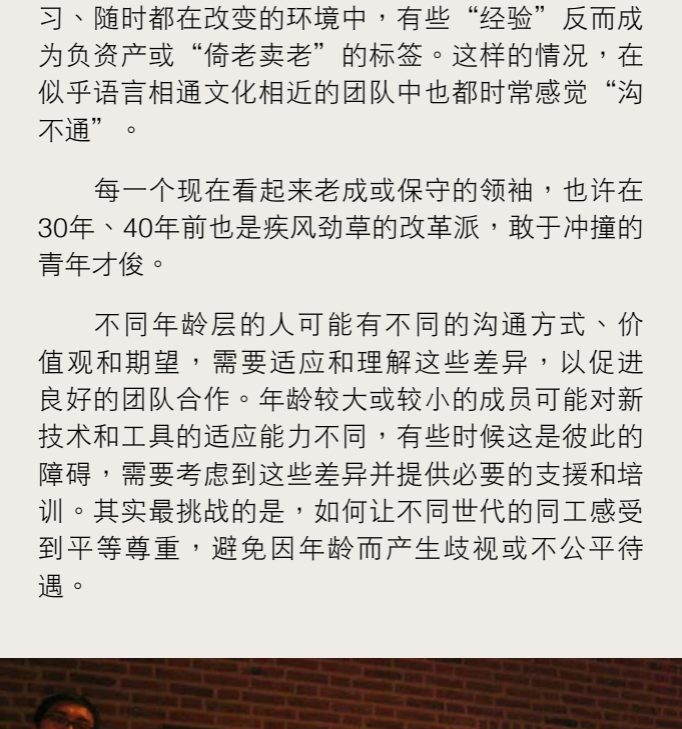 习、随时都在改变的环境中，有些“经验”反而成
为负资产或“倚老卖老”的标签。这样的情况，在
似乎语言相通文化相近的团队中也都时常感觉“沟
不通”。
每一个现在看起来老成或保守的领袖，也许在
30年、40年前也是疾风劲草的改革派，敢于冲撞的
青年才俊。
不同年龄层的人可能有不同的沟通方式、价
值观和期望，需要适应和理解这些差异，以促进
良好的团队合作。年龄较大或较小的成员可能对新
技术和工具的适应能力不同，有些时候这是彼此的
障碍，需要考虑到这些差异并提供必要的支援和培
训。其实最挑战的是，如何让不同世代的同工感受
到平等尊重，避免因年龄而产生歧视或不公平待
遇。